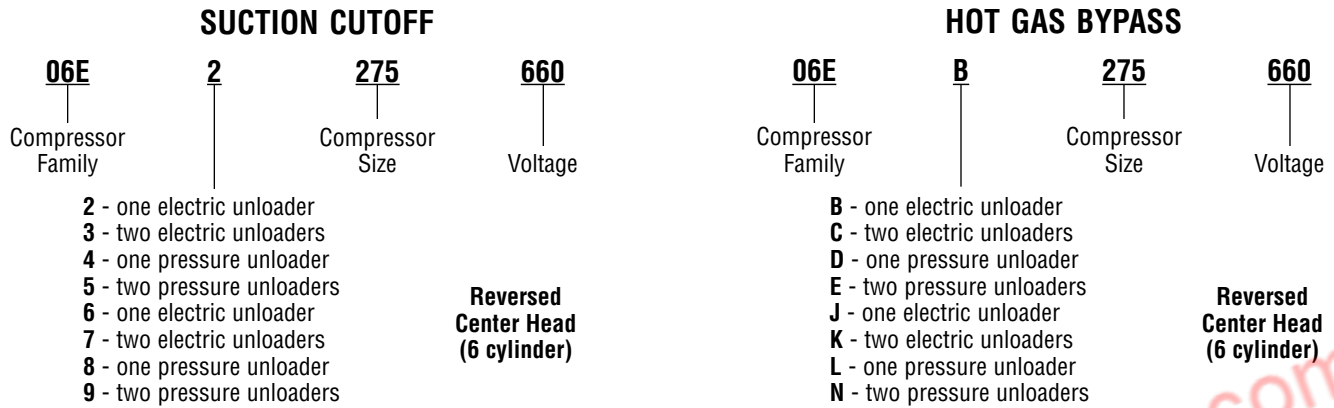 SUCTION CUTOFF
06E 2 275 660
Compressor Family
Compressor Size
Voltage
2 - one electric unloader
3 - two electric unloaders
4 - one pressure unloader
5 - two pressure unloaders
6 - one electric unloader
7 - two electric unloaders
8 - one pressure unloader
9 - two pressure unloaders
Reversed
Center Head
(6 cylinder)
HOT GAS BYPASS
06E B 275 660
Compressor Family
Compressor Size
Voltage
B - one electric unloader
C - two electric unloaders
D - one pressure unloader
E - two pressure unloaders
J - one electric unloader
K - two electric unloaders
L - one pressure unloader
N - two pressure unloaders
Reversed
Center Head
(6 cylinder)
com